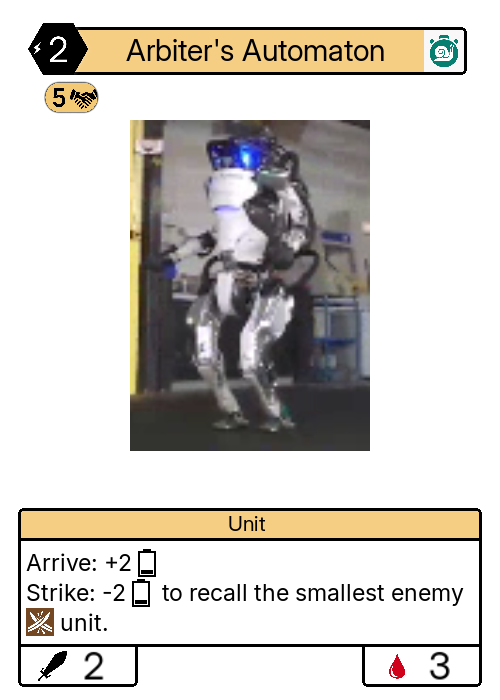 2
Arbiter's Automaton
5
Unit
Arrive: +2
Strike: -2 to recall the smallest enemy
unit.
2
3